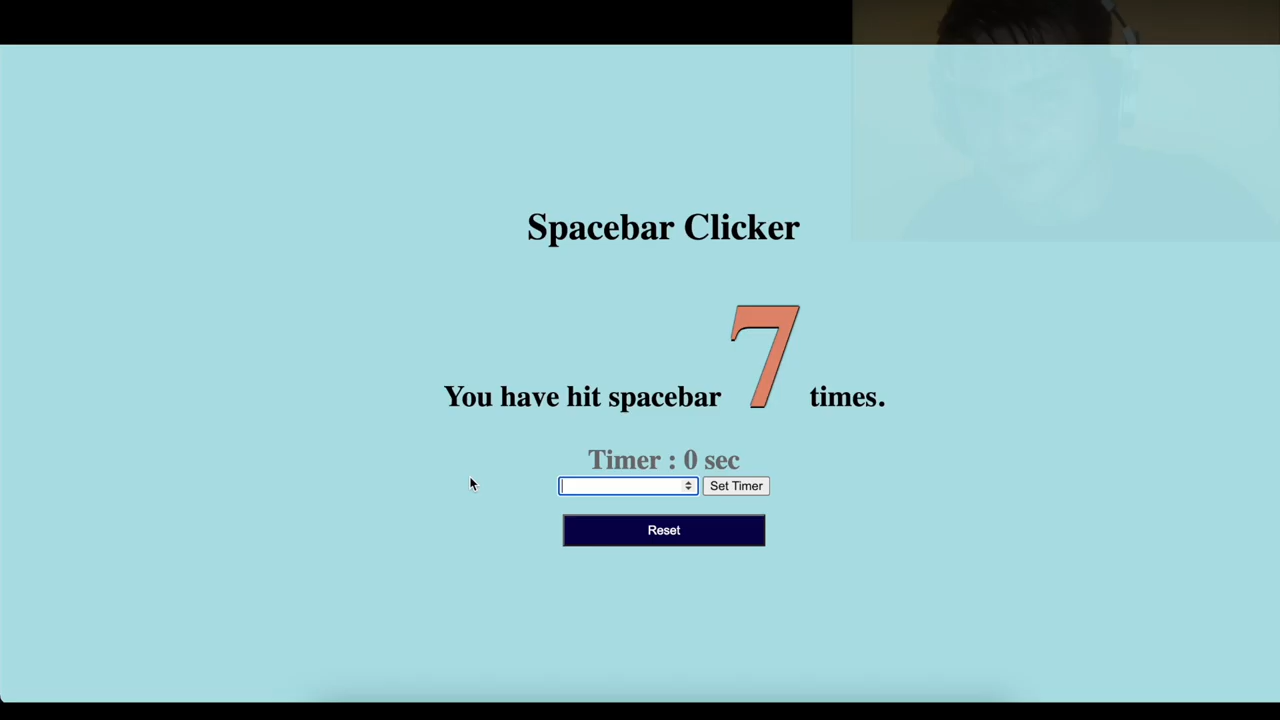 Spacebar Clicker
You have hit spacebar 7 times.
Timer : 0 sec
Set Timer
Reset